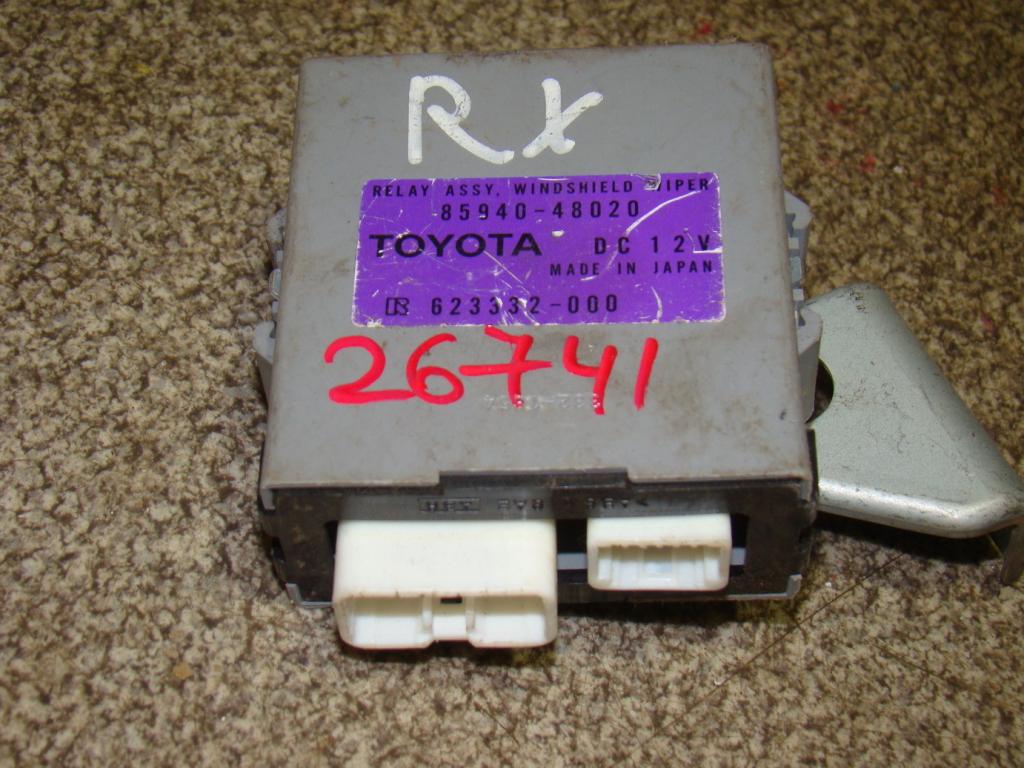 Rx
RELAY ASSY, WINDSHIELD WIPER
85940-48020
TOYOTA DC 12V
MADE IN JAPAN
623332-000
26741